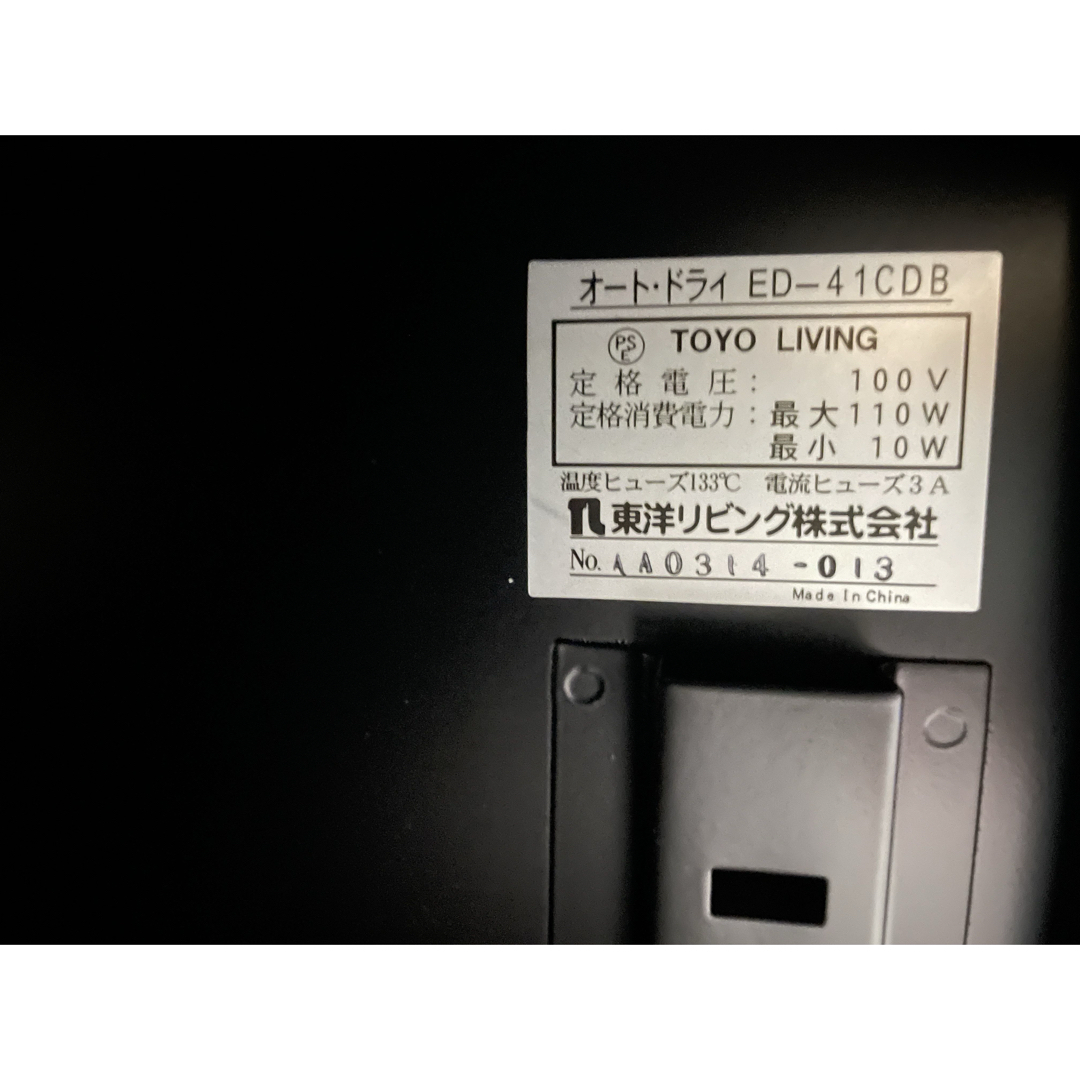 オート・ドライ ED-41CDB
PSE TOYO LIVING
定格電圧: 100V
定格消費電力:最大110W
最小 10W
温度ヒューズ133℃ 電流ヒューズ3A
東洋リビング株式会社
No. AA0314-013
Made In China